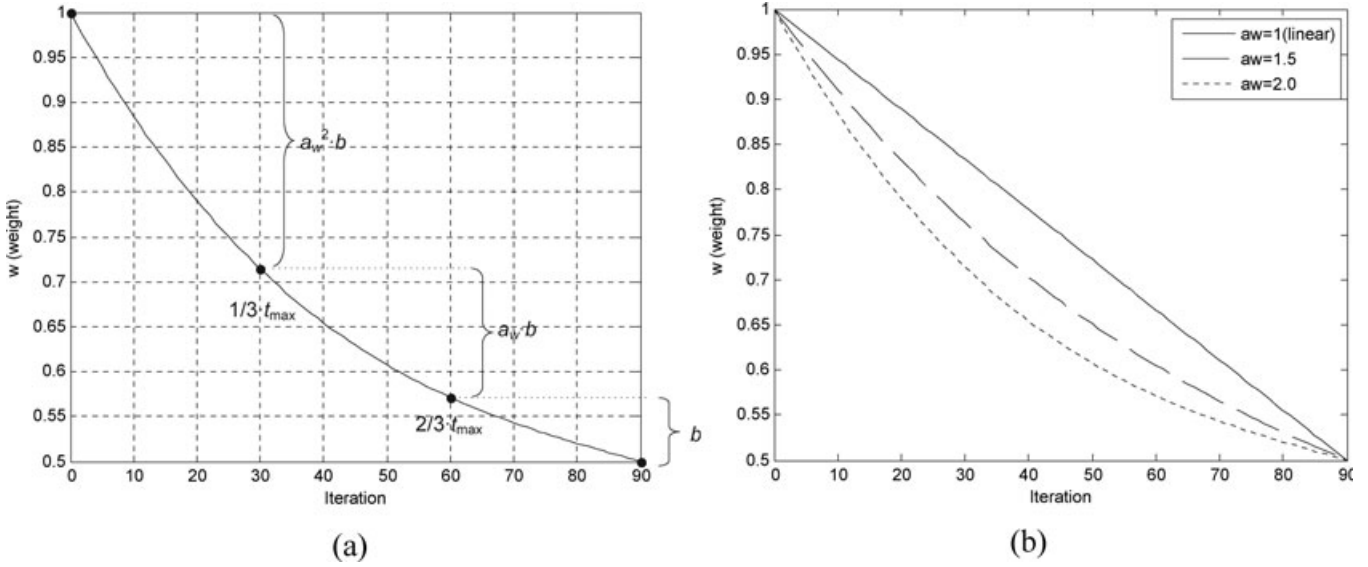 1
0.95
0.9
0.85
0.8
0.75
0.7
0.65
0.6
0.55
0.5
w (weight)
0 10 20 30 40 50 60 70 80 90
Iteration
a_w^2·b
1/3·t_max
a_w·b
2/3·t_max
b
(a)
1
0.95
0.9
0.85
0.8
0.75
0.7
0.65
0.6
0.55
0.5
w (weight)
0 10 20 30 40 50 60 70 80 90
Iteration
aw=1(linear)
aw=1.5
aw=2.0
(b)